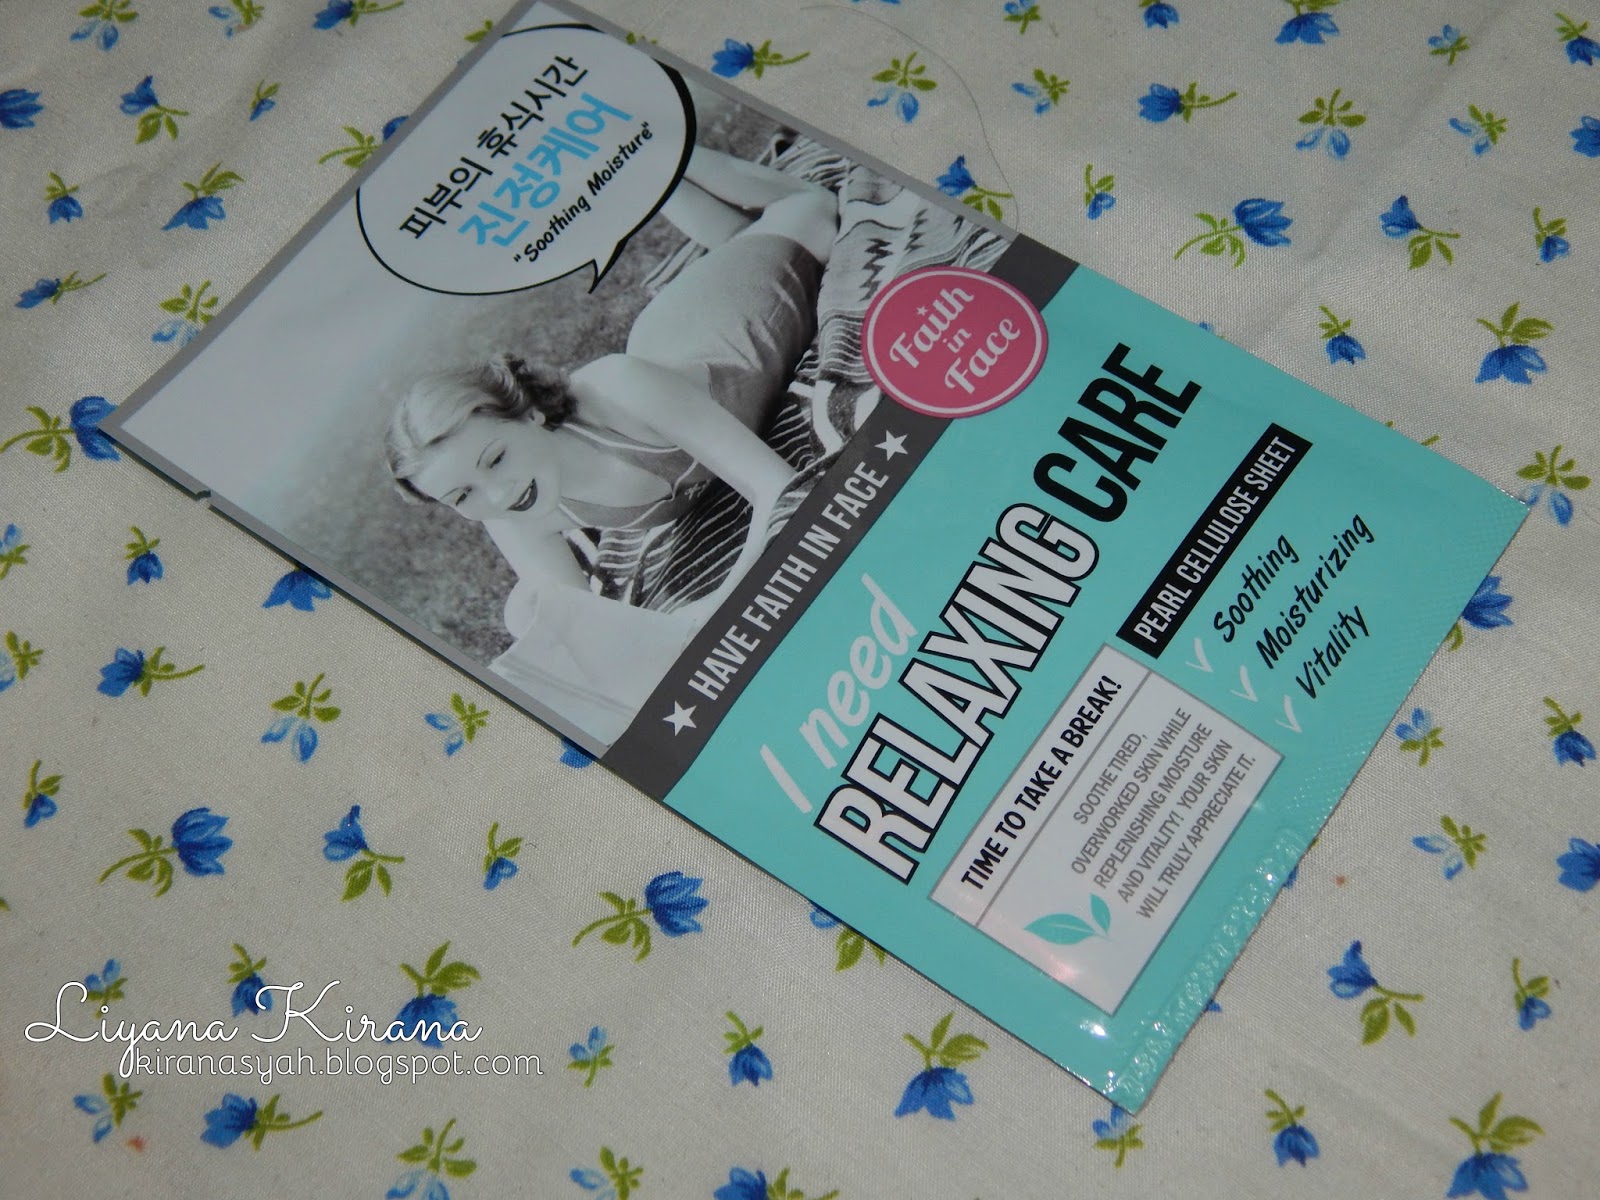 피부의 휴식시간
진정케어
"Soothing Moisture"
Faith
in
Face
★ HAVE FAITH IN FACE ★
I need
RELAXING CARE
PEARL CELLULOSE SHEET
✓ Soothing
✓ Moisturizing
✓ Vitality
TIME TO TAKE A BREAK!
SOOTHE TIRED,
OVERWORKED SKIN WHILE
REPLENISHING MOISTURE
AND VITALITY! YOUR SKIN
WILL TRULY APPRECIATE IT.
Liyana Kirana
kiranasyah.blogspot.com